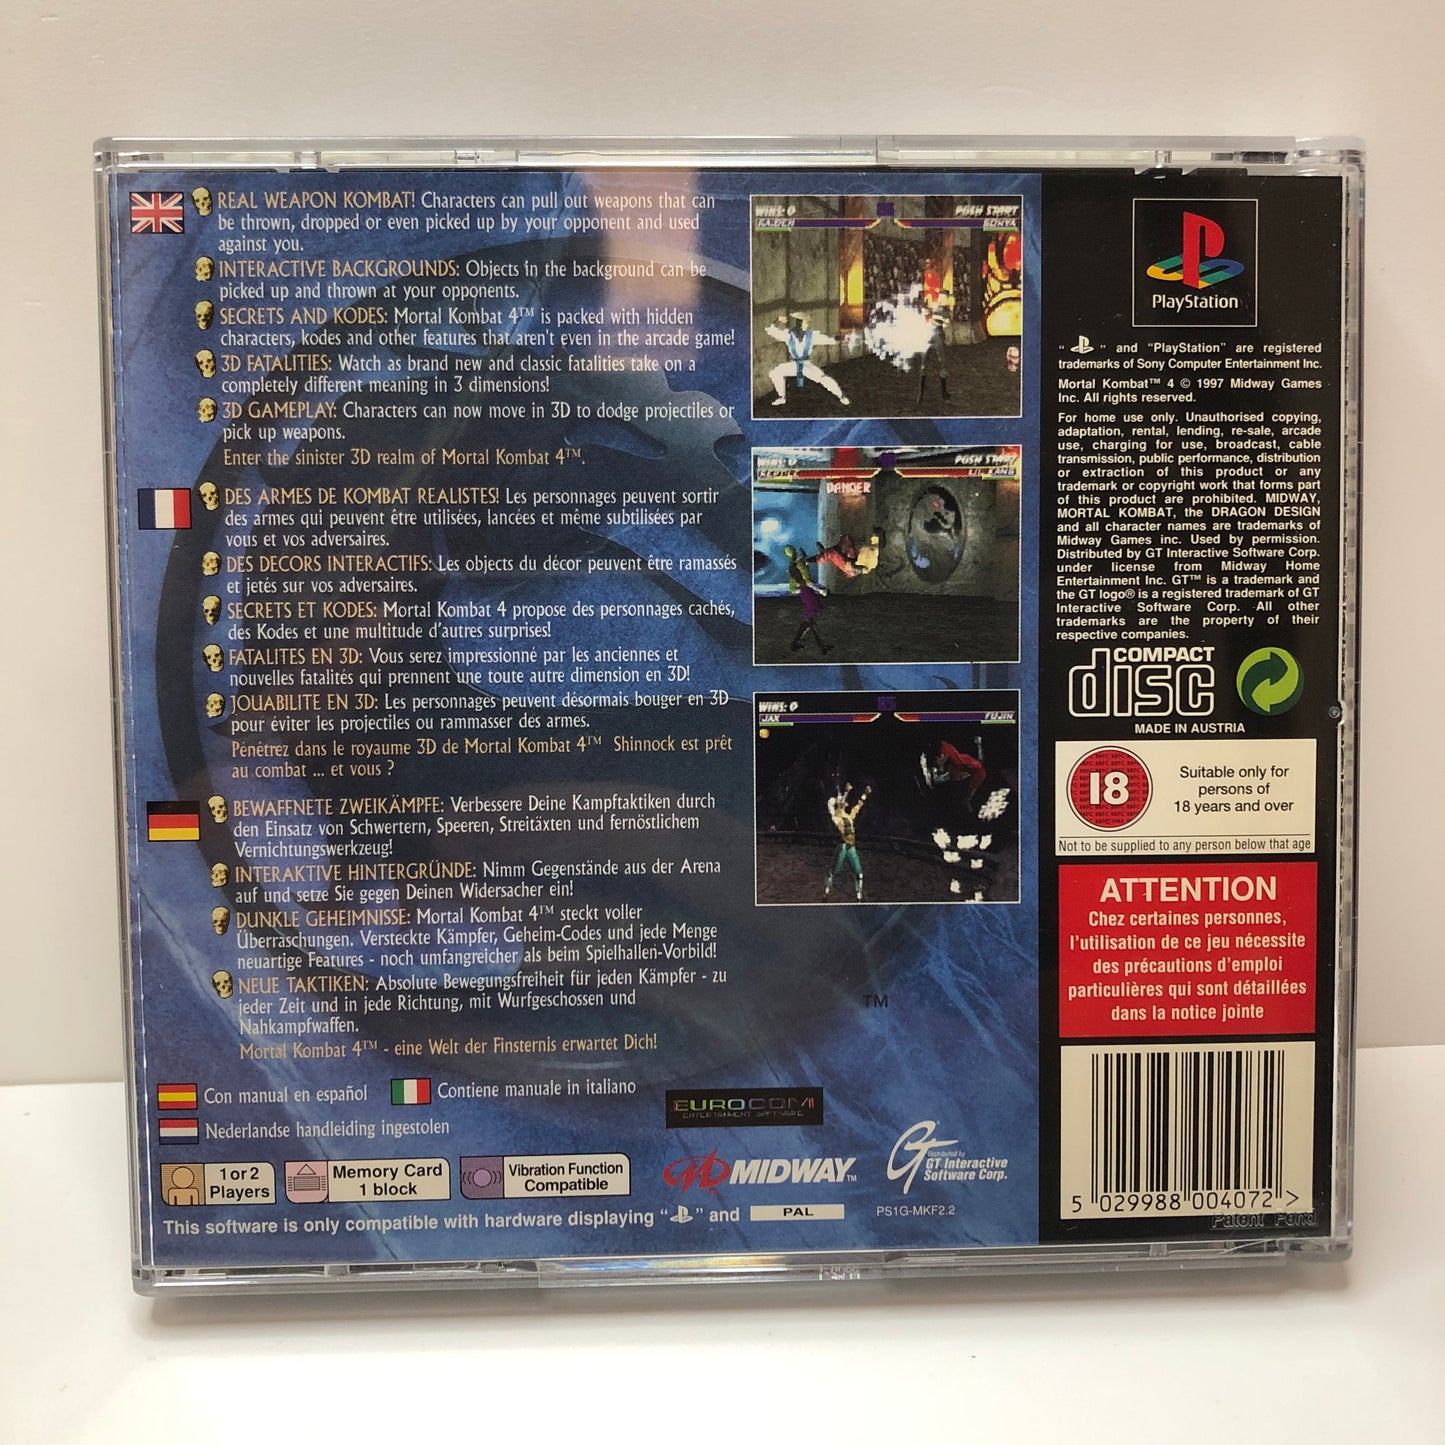 REAL WEAPON KOMBAT! Characters can pull out weapons that can
be thrown, dropped or even picked up by your opponent and used
against you.
INTERACTIVE BACKGROUNDS: Objects in the background can be
picked up and thrown at your opponents.
SECRETS AND KODES: Mortal Kombat 4™ is packed with hidden
characters, kodes and other features that aren't even in the arcade game!
3D FATALITIES: Watch as brand new and classic fatalities take on a
completely different meaning in 3 dimensions!
3D GAMEPLAY: Characters can now move in 3D to dodge projectiles or
pick up weapons.
Enter the sinister 3D realm of Mortal Kombat 4™.
DES ARMES DE KOMBAT REALISTES! Les personnages peuvent sortir
des armes qui peuvent être utilisées, lancées et même subtilisées par
vous et vos adversaires.
DES DECORS INTERACTIFS: Les objects du décor peuvent être ramassés
et jetés sur vos adversaires.
SECRETS ET KODES: Mortal Kombat 4 propose des personnages cachés,
des Kodes et une multitude d'autres surprises!
FATALITES EN 3D: Vous serez impressionné par les anciennes et
nouvelles fatalités qui prennent une toute autre dimension en 3D!
JOUABILITE EN 3D: Les personnages peuvent désormais bouger en 3D
pour éviter les projectiles ou rammasser des armes.
Pénétrez dans le royaume 3D de Mortal Kombat 4™ Shinnock est prêt
au combat ... et vous ?
BEWAFFNETE ZWEIKÄMPFE: Verbessere Deine Kampftaktiken durch
den Einsatz von Schwertern, Speeren, Streitäxten und fernöstlichem
Vernichtungswerkzeug!
INTERAKTIVE HINTERGRÜNDE: Nimm Gegenstände aus der Arena
auf und setze Sie gegen Deinen Widersacher ein!
DUNKLE GEHEIMNISSE: Mortal Kombat 4™ steckt voller
Überraschungen. Versteckte Kämpfer, Geheim-Codes und jede Menge
neuartige Features - noch umfangreicher als beim Spielhallen-Vorbild!
NEUE TAKTIKEN: Absolute Bewegungsfreiheit für jeden Kämpfer - zu
jeder Zeit und in jede Richtung, mit Wurfgeschossen und
Nahkampfwaffen.
Mortal Kombat 4™ - eine Welt der Finsternis erwartet Dich!
Con manual en español
Contiene manuale in italiano
Nederlandse handleiding ingestolen
1 or 2
Players
Memory Card
1 block
Vibration Function
Compatible
This software is only compatible with hardware displaying " " and PAL
WINS: 0 PUSH START
RAIDEN SONYA
WINS: 0 PUSH START
REPTILE LIU KANG
DANGER
WINS: 0
JAX FUJIN
TM
EUROCOM
ENTERTAINMENT SOFTWARE
MIDWAY™
GT
Distributed by
GT Interactive
Software Corp.
PS1G-MKF2.2
PlayStation
" " and "PlayStation" are registered
trademarks of Sony Computer Entertainment Inc.
Mortal Kombat™ 4 © 1997 Midway Games
Inc. All rights reserved.
For home use only. Unauthorised copying,
adaptation, rental, lending, re-sale, arcade
use, charging for use, broadcast, cable
transmission, public performance, distribution
or extraction of this product or any
trademark or copyright work that forms part
of this product are prohibited. MIDWAY,
MORTAL KOMBAT, the DRAGON DESIGN
and all character names are trademarks of
Midway Games inc. Used by permission.
Distributed by GT Interactive Software Corp.
under license from Midway Home
Entertainment Inc. GT™ is a trademark and
the GT logo® is a registered trademark of GT
Interactive Software Corp. All other
trademarks are the property of their
respective companies.
COMPACT
disc
MADE IN AUSTRIA
18
Suitable only for
persons of
18 years and over
Not to be supplied to any person below that age
ATTENTION
Chez certaines personnes,
l'utilisation de ce jeu nécessite
des précautions d'emploi
particulières qui sont détaillées
dans la notice jointe
5 029988 004072 >
Patent Pend